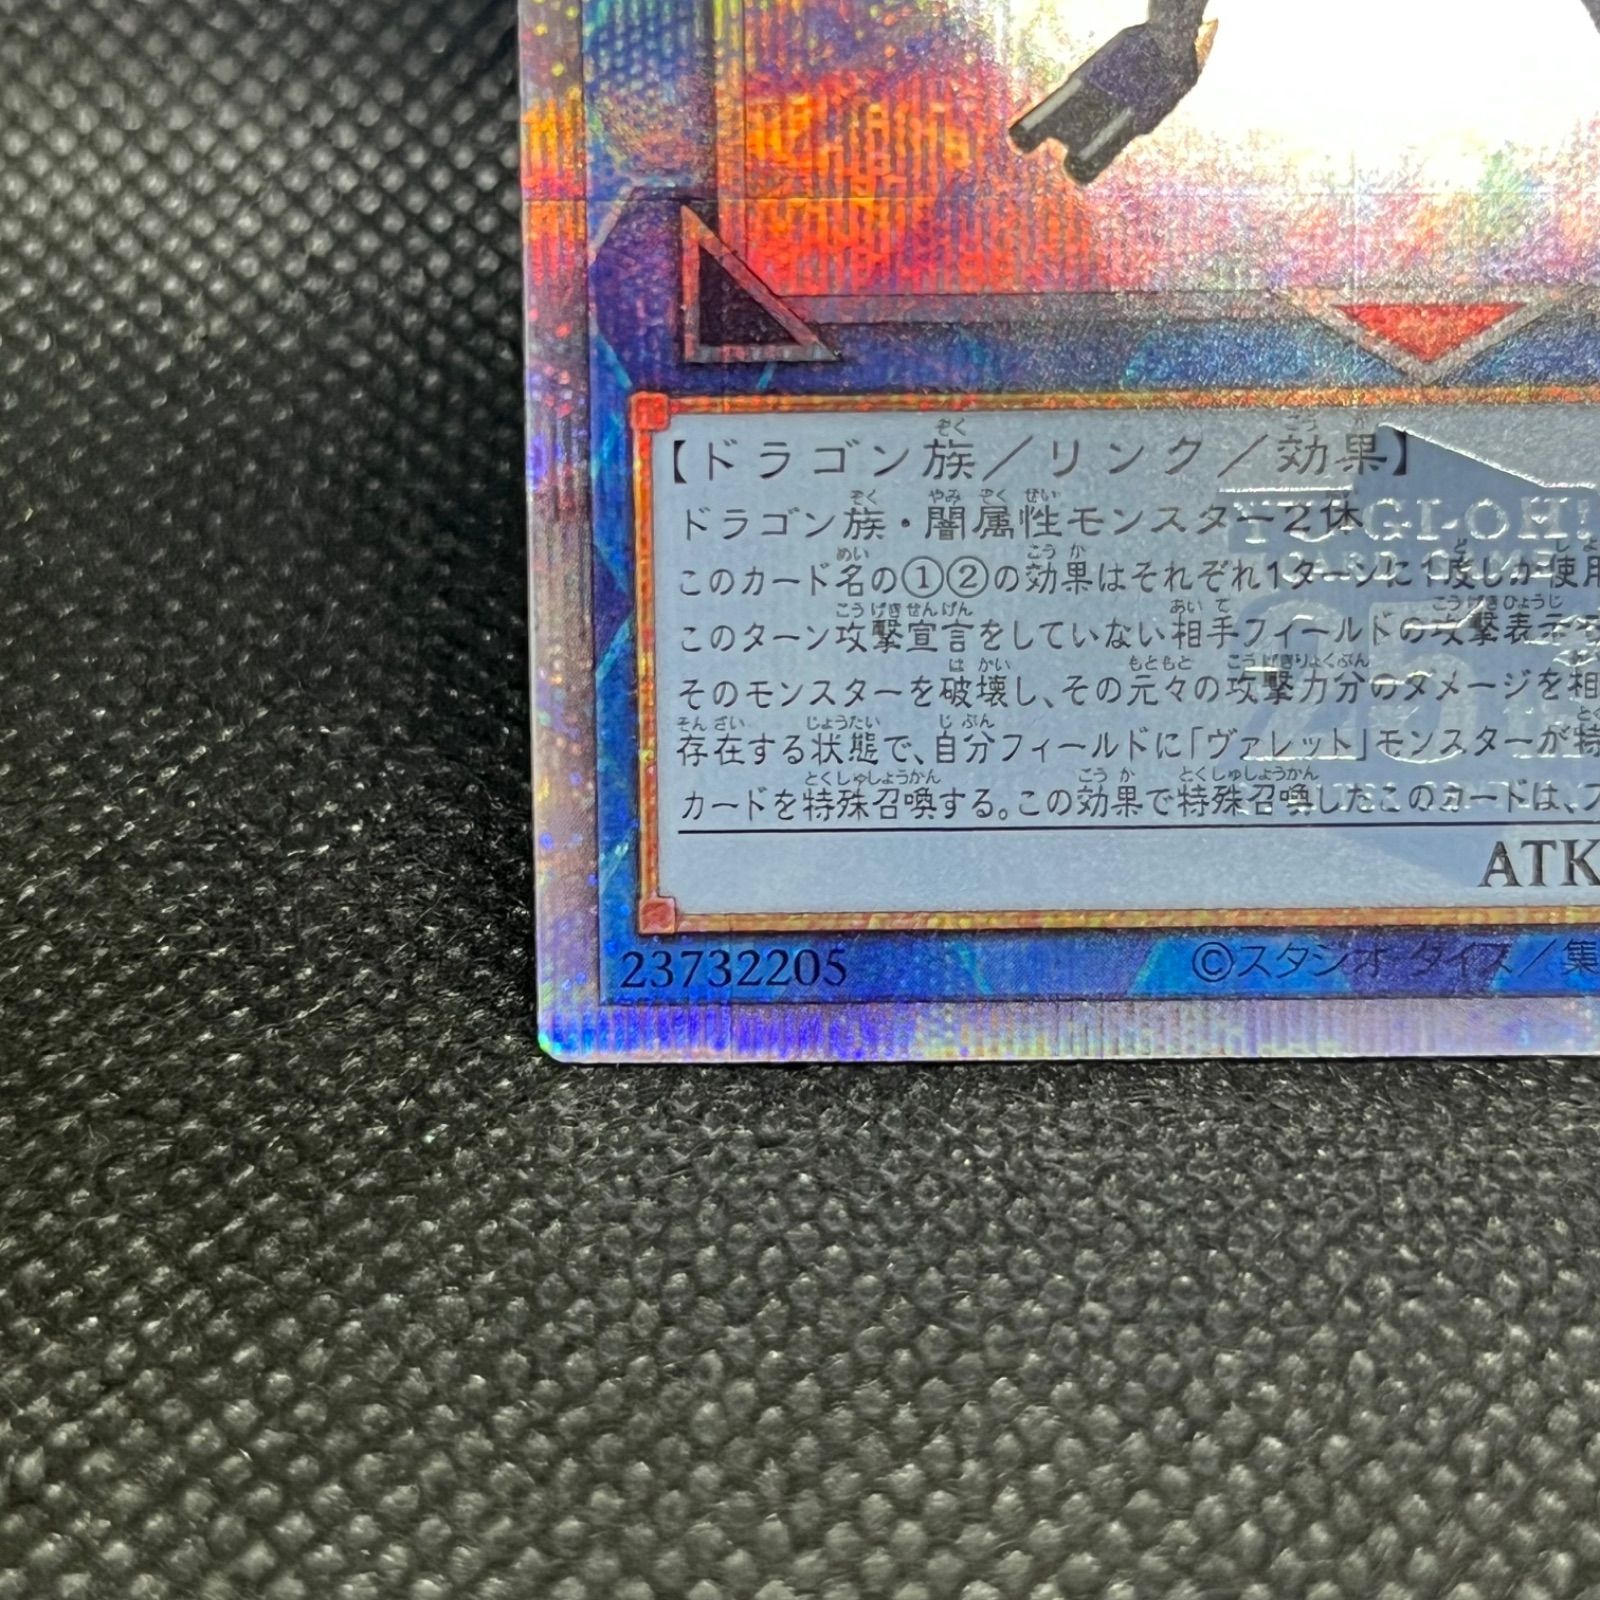 【ドラゴン族／リンク／効果】
ドラゴン族・闇属性モンスター2体
このカード名の①②の効果はそれぞれ1ターンに1度しか使用
このターン攻撃宣言をしていない相手フィールドの攻撃表示モ
そのモンスターを破壊し、その元々の攻撃力分のダメージを相
存在する状態で、自分フィールドに「ヴァレット」モンスターが特
カードを特殊召喚する。この効果で特殊召喚したこのカードは、フ
ATK
23732205 ©スタジオ・ダイス／集